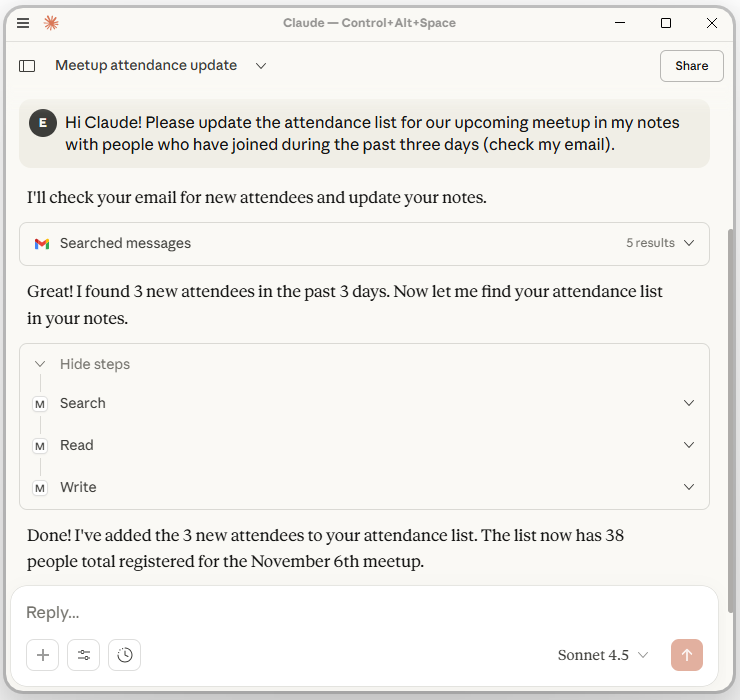 Claude — Control+Alt+Space
Meetup attendance update
Share
E
Hi Claude! Please update the attendance list for our upcoming meetup in my notes
with people who have joined during the past three days (check my email).
I'll check your email for new attendees and update your notes.
Searched messages
5 results
Great! I found 3 new attendees in the past 3 days. Now let me find your attendance list
in your notes.
Hide steps
M Search
M Read
M Write
Done! I've added the 3 new attendees to your attendance list. The list now has 38
people total registered for the November 6th meetup.
Reply...
Sonnet 4.5